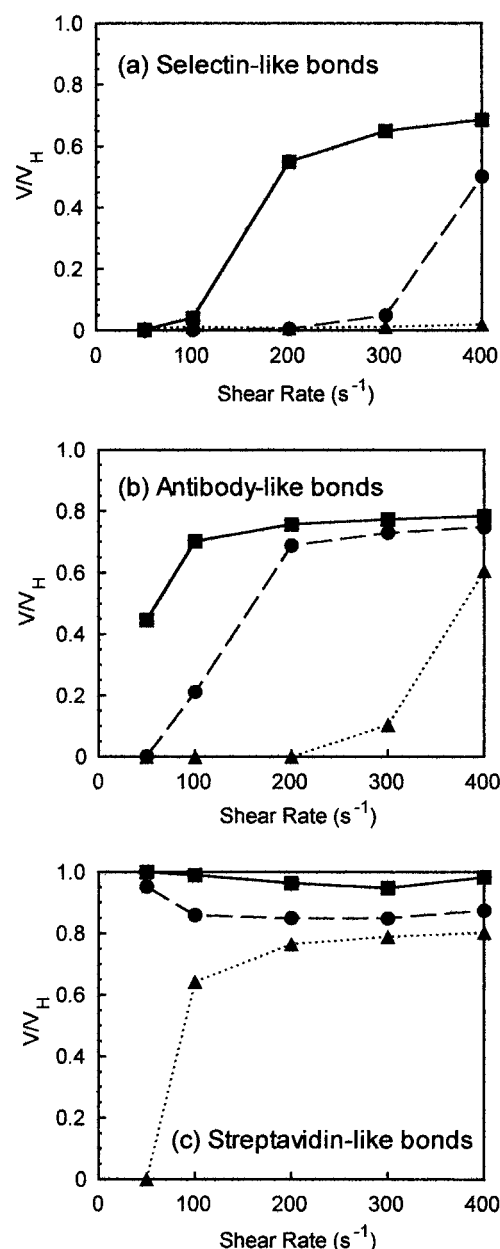 1.0
(a) Selectin-like bonds
0.8
0.6
V/V_H
0.4
0.2
0
0 100 200 300 400
Shear Rate (s⁻¹)
1.0
(b) Antibody-like bonds
0.8
0.6
V/V_H
0.4
0.2
0
0 100 200 300 400
Shear Rate (s⁻¹)
1.0
0.8
0.6
V/V_H
0.4
0.2
(c) Streptavidin-like bonds
0
0 100 200 300 400
Shear Rate (s⁻¹)